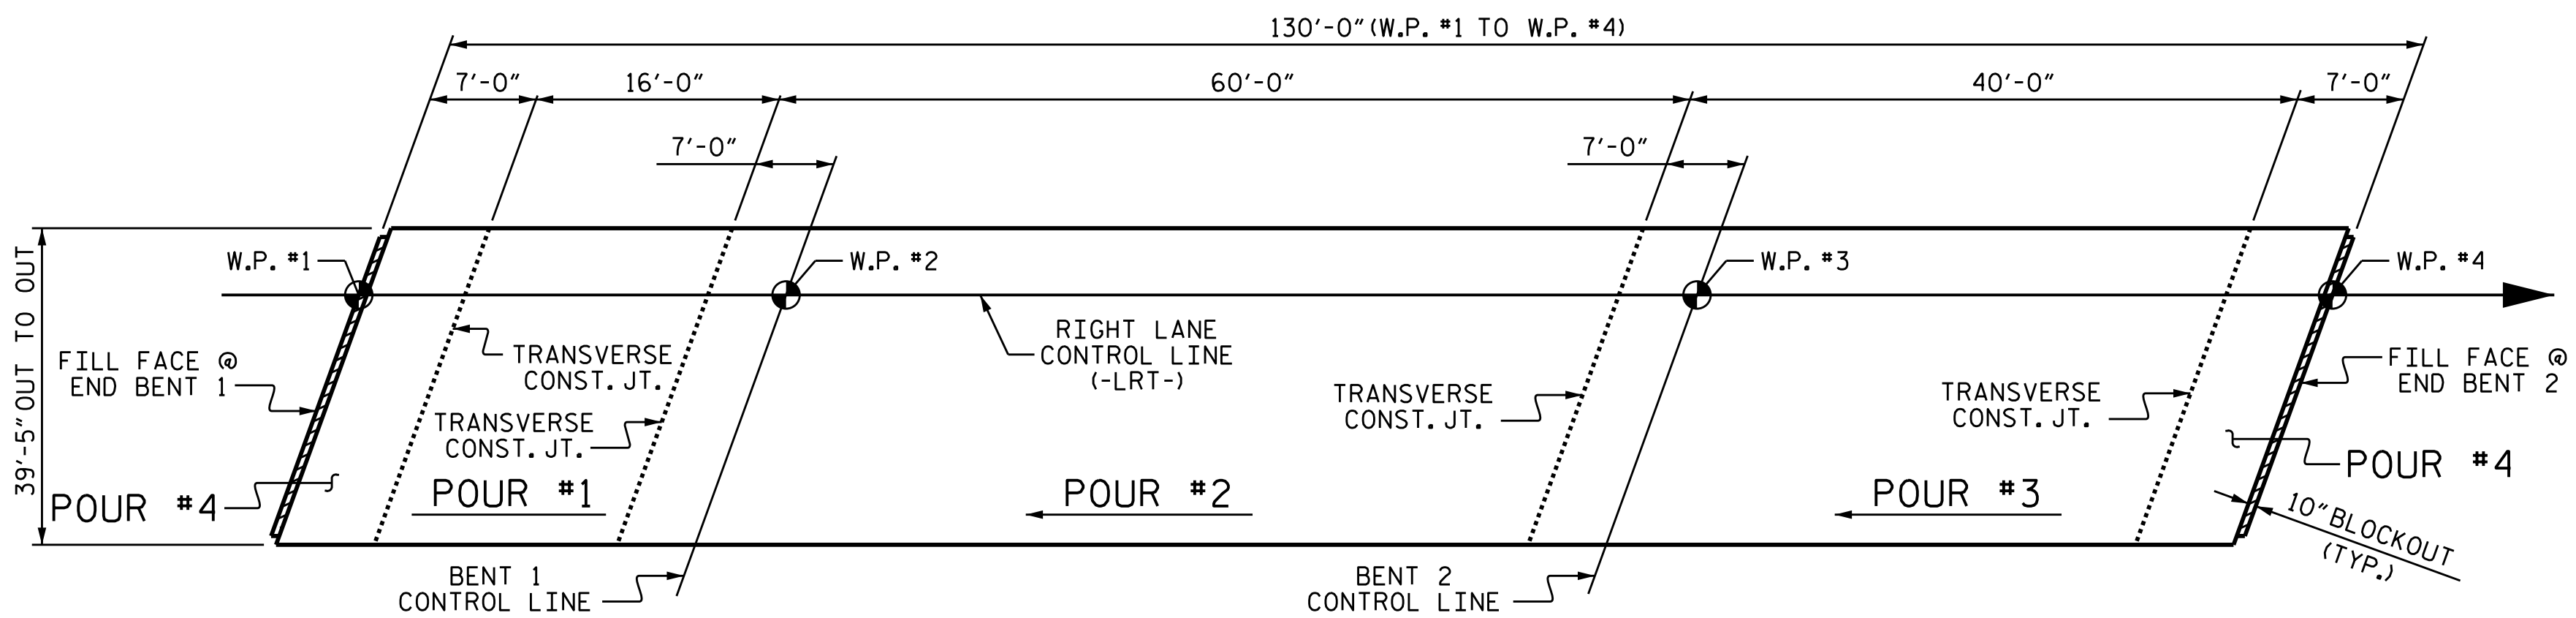 130'-0" (W.P. #1 TO W.P. #4)
7'-0"
16'-0"
60'-0"
40'-0"
7'-0"
7'-0"
7'-0"
39'-5" OUT TO OUT
W.P. #1
W.P. #2
W.P. #3
W.P. #4
FILL FACE @
END BENT 1
TRANSVERSE
CONST. JT.
TRANSVERSE
CONST. JT.
RIGHT LANE
CONTROL LINE
(-LRT-)
TRANSVERSE
CONST. JT.
TRANSVERSE
CONST. JT.
FILL FACE @
END BENT 2
POUR #4
POUR #1
POUR #2
POUR #3
POUR #4
10" BLOCKOUT
(TYP.)
BENT 1
CONTROL LINE
BENT 2
CONTROL LINE